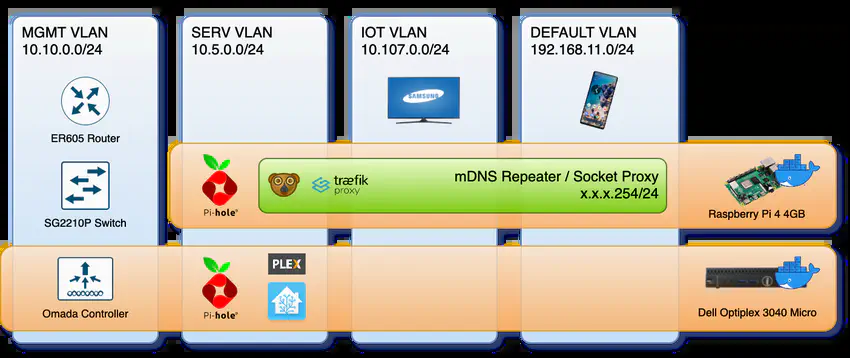 MGMT VLAN
10.10.0.0/24
SERV VLAN
10.5.0.0/24
IOT VLAN
10.107.0.0/24
DEFAULT VLAN
192.168.11.0/24
ER605 Router
SAMSUNG
SG2210P Switch
Pi-hole®
træfik
proxy
mDNS Repeater / Socket Proxy
x.x.x.254/24
Raspberry Pi 4 4GB
Omada Controller
Pi-hole®
PLEX
Dell Optiplex 3040 Micro